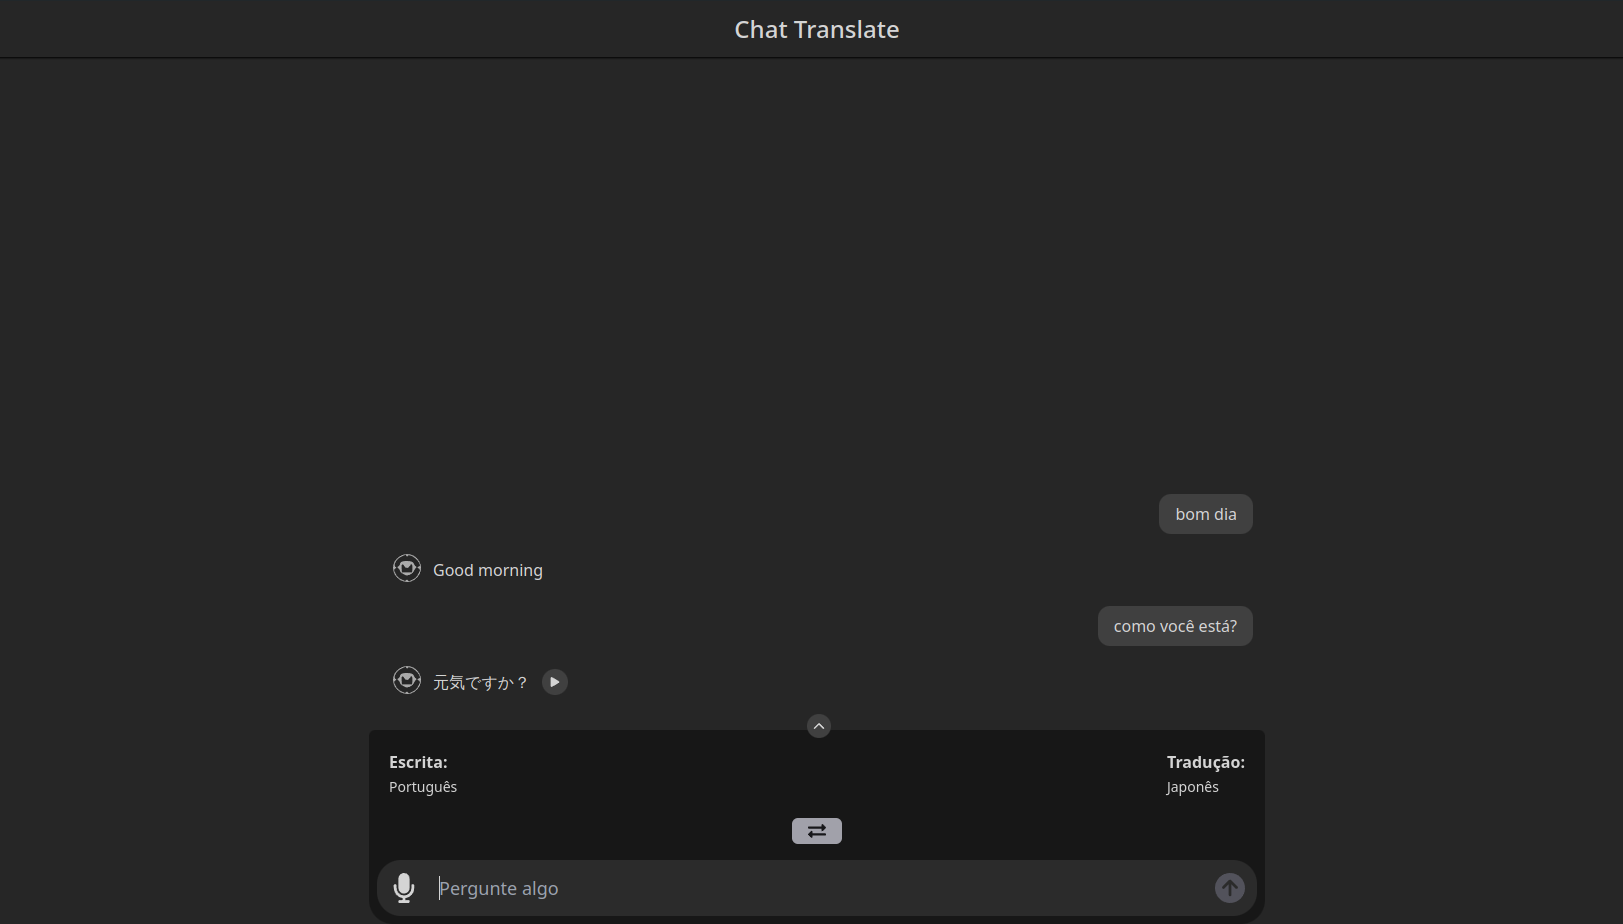 Chat Translate
bom dia
Good morning
como você está?
元気ですか？
Escrita:
Português
Tradução:
Japonês
Pergunte algo